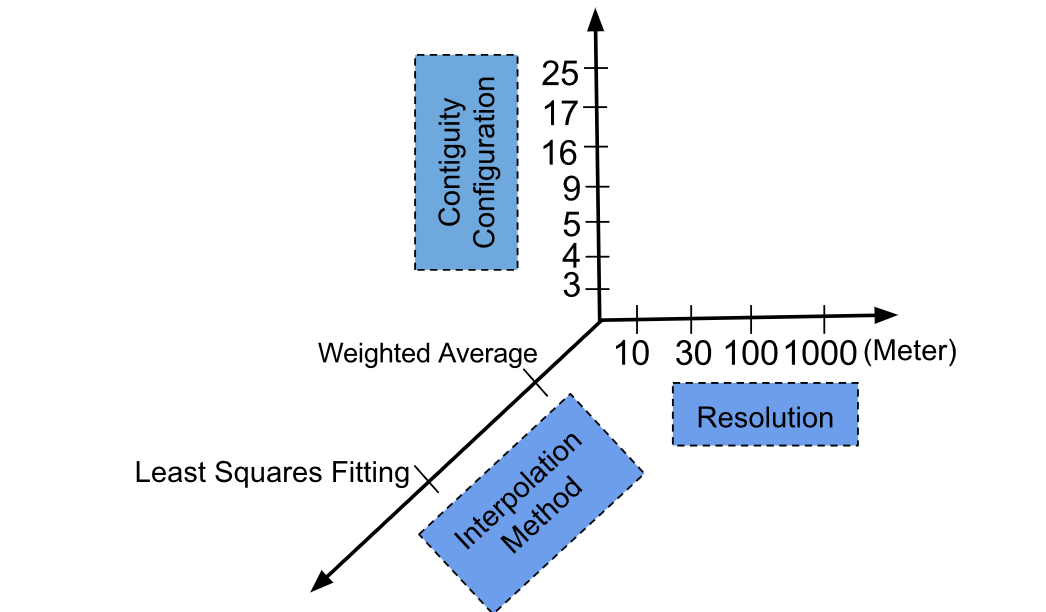 Contiguity
Configuration
25
17
16
9
5
4
3
10 30 100 1000 (Meter)
Resolution
Weighted Average
Least Squares Fitting
Interpolation
Method